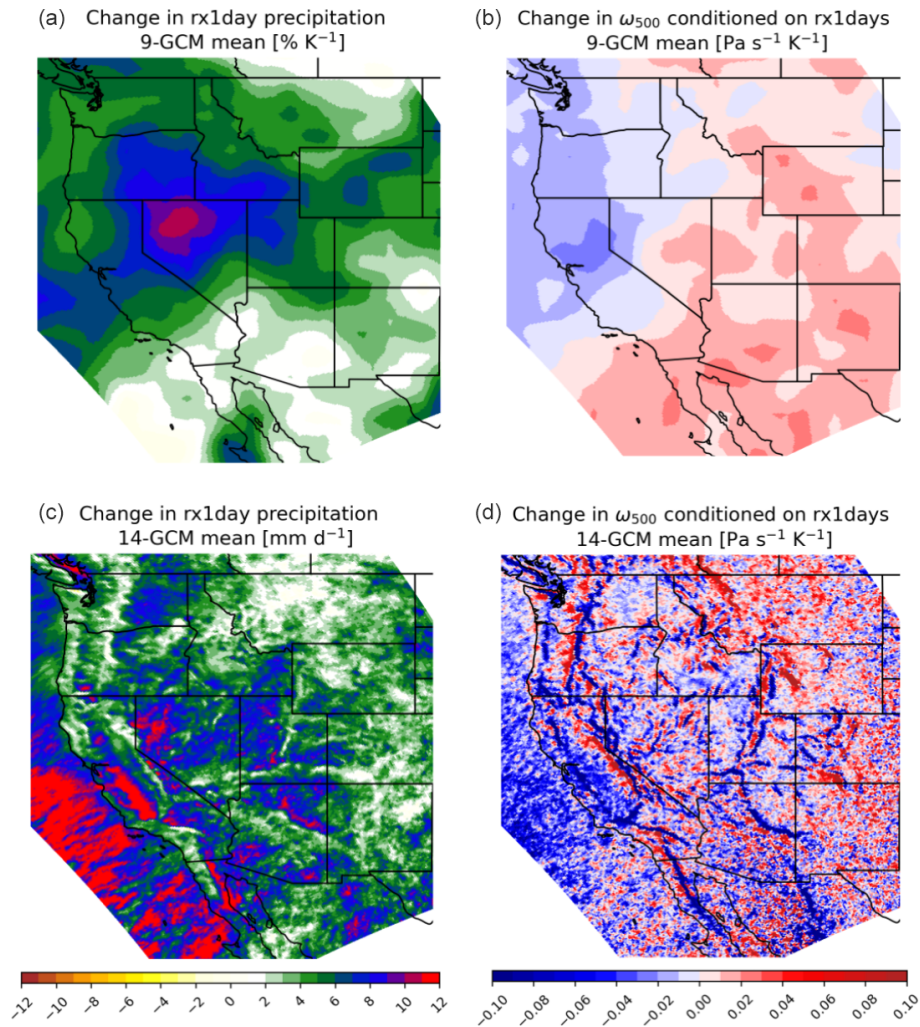 (a) Change in rx1day precipitation
9-GCM mean [% K⁻¹]
(b) Change in ω₅₀₀ conditioned on rx1days
9-GCM mean [Pa s⁻¹ K⁻¹]
(c) Change in rx1day precipitation
14-GCM mean [mm d⁻¹]
(d) Change in ω₅₀₀ conditioned on rx1days
14-GCM mean [Pa s⁻¹ K⁻¹]
−12 −10 −8 −6 −4 −2 0 2 4 6 8 10 12
−0.10 −0.08 −0.06 −0.04 −0.02 0.00 0.02 0.04 0.06 0.08 0.10